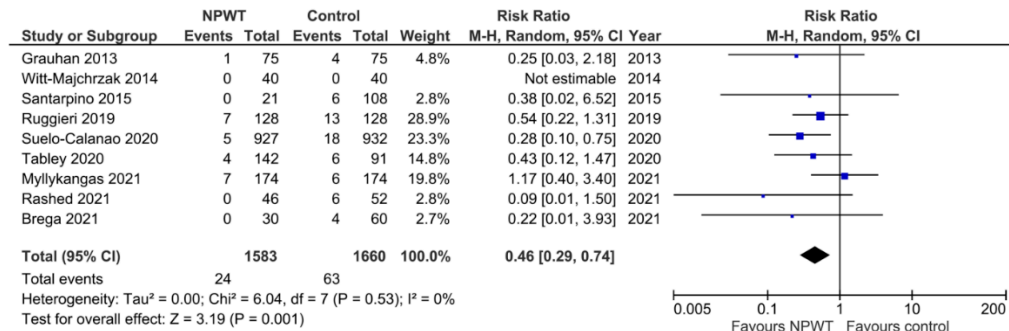 NPWT Control Risk Ratio Risk Ratio
Study or Subgroup Events Total Events Total Weight M-H, Random, 95% CI Year M-H, Random, 95% CI
Grauhan 2013 1 75 4 75 4.8% 0.25 [0.03, 2.18] 2013
Witt-Majchrzak 2014 0 40 0 40 Not estimable 2014
Santarpino 2015 0 21 6 108 2.8% 0.38 [0.02, 6.52] 2015
Ruggieri 2019 7 128 13 128 28.9% 0.54 [0.22, 1.31] 2019
Suelo-Calanao 2020 5 927 18 932 23.3% 0.28 [0.10, 0.75] 2020
Tabley 2020 4 142 6 91 14.8% 0.43 [0.12, 1.47] 2020
Myllykangas 2021 7 174 6 174 19.8% 1.17 [0.40, 3.40] 2021
Rashed 2021 0 46 6 52 2.8% 0.09 [0.01, 1.50] 2021
Brega 2021 0 30 4 60 2.7% 0.22 [0.01, 3.93] 2021
Total (95% CI) 1583 1660 100.0% 0.46 [0.29, 0.74]
Total events 24 63
Heterogeneity: Tau² = 0.00; Chi² = 6.04, df = 7 (P = 0.53); I² = 0%
Test for overall effect: Z = 3.19 (P = 0.001)
0.005 0.1 1 10 200
Favours NPWT Favours control